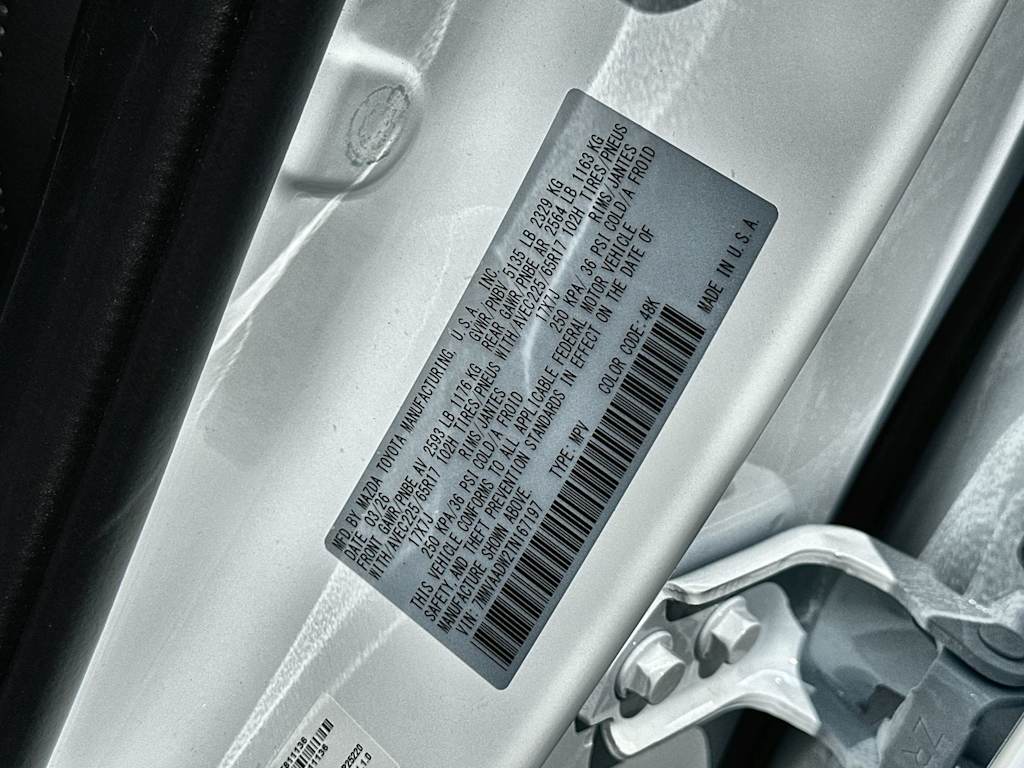 MFD BY MAZDA TOYOTA MANUFACTURING, U.S.A. INC.
DATE 03/26 GVWR/PNBV 5135 LB 2329 KG
FRONT GAWR/PNBE AV 2593 LB 1176 KG REAR GAWR/PNBE AR 2564 LB 1163 KG
WITH/AVEC225/65R17 102H TIRES/PNEUS WITH/AVEC225/65R17 102H TIRES/PNEUS
17X7J RIMS/JANTES 17X7J RIMS/JANTES
250 KPA/36 PSI COLD/A FROID 250 KPA/36 PSI COLD/A FROID
THIS VEHICLE CONFORMS TO ALL APPLICABLE FEDERAL MOTOR VEHICLE
SAFETY AND THEFT PREVENTION STANDARDS IN EFFECT ON THE DATE OF
MANUFACTURE SHOWN ABOVE.
VIN: 7MMVAADW2TN167197 TYPE: MPV COLOR CODE: 48K
MADE IN U.S.A.